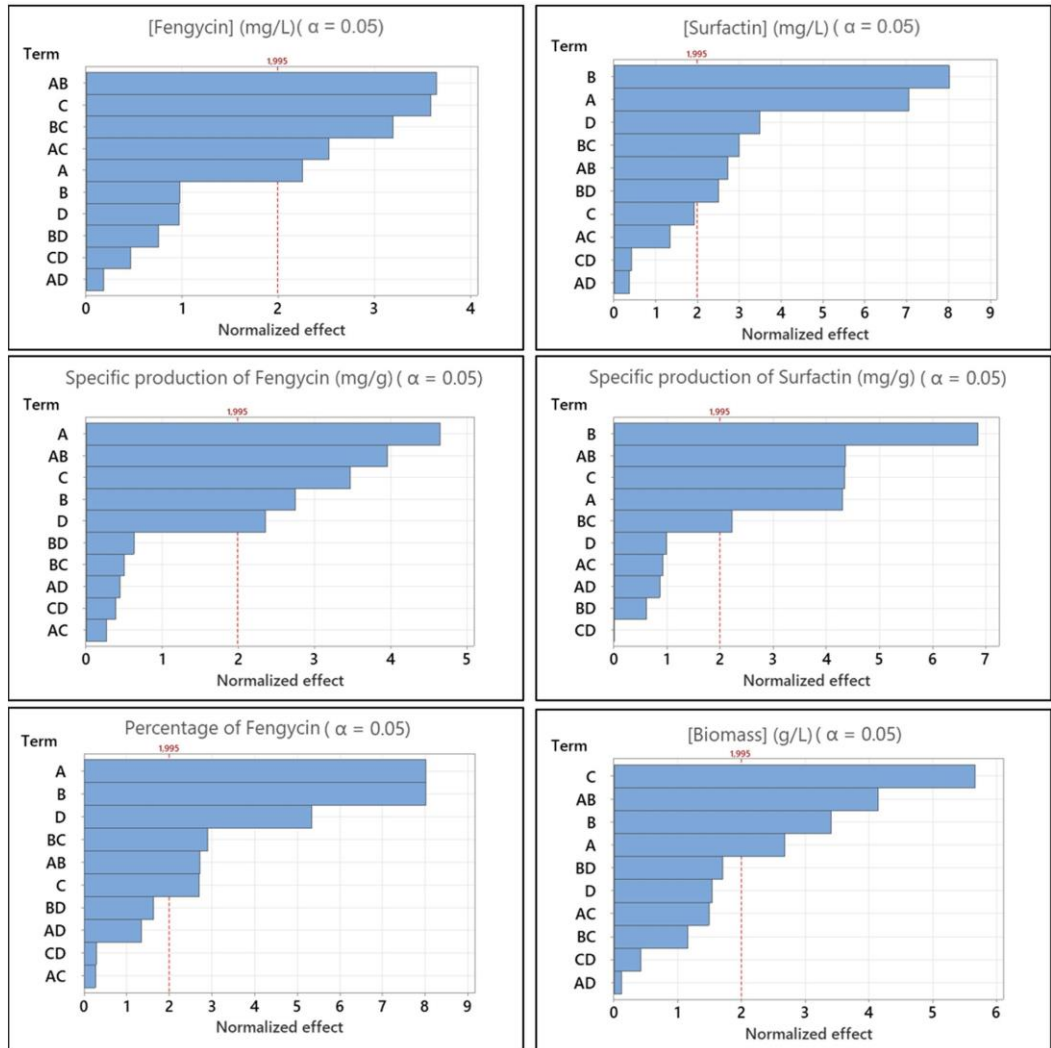 [Fengycin] (mg/L)( α = 0.05)
Term
1,995
AB
C
BC
AC
A
B
D
BD
CD
AD
0 1 2 3 4
Normalized effect
[Surfactin] (mg/L)( α = 0.05)
Term
1,995
B
A
D
BC
AB
BD
C
AC
CD
AD
0 1 2 3 4 5 6 7 8 9
Normalized effect
Specific production of Fengycin (mg/g) ( α = 0.05)
Term
1,995
A
AB
C
B
D
BD
BC
AD
CD
AC
0 1 2 3 4 5
Normalized effect
Specific production of Surfactin (mg/g) ( α = 0.05)
Term
1,995
B
AB
C
A
BC
D
AC
AD
BD
CD
0 1 2 3 4 5 6 7
Normalized effect
Percentage of Fengycin ( α = 0.05)
Term
1,995
A
B
D
BC
AB
C
BD
AD
CD
AC
0 1 2 3 4 5 6 7 8 9
Normalized effect
[Biomass] (g/L)( α = 0.05)
Term
1,995
C
AB
B
A
BD
D
AC
BC
CD
AD
0 1 2 3 4 5 6
Normalized effect